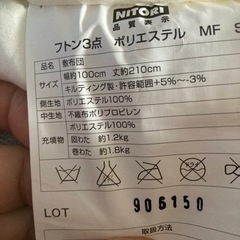 NITORI
品質表示
フトン3点 ポリエステル MF S
品名 敷布団
幅約100cm 丈約210cm
キルティング製・許容範囲+5%~-3%
側生地 ポリエステル100%
中生地 不織布ポリプロピレン
ポリエステル100%
充填物 固わた 約1.2kg
巻わた 約1.8kg
LOT 906150
取扱方法